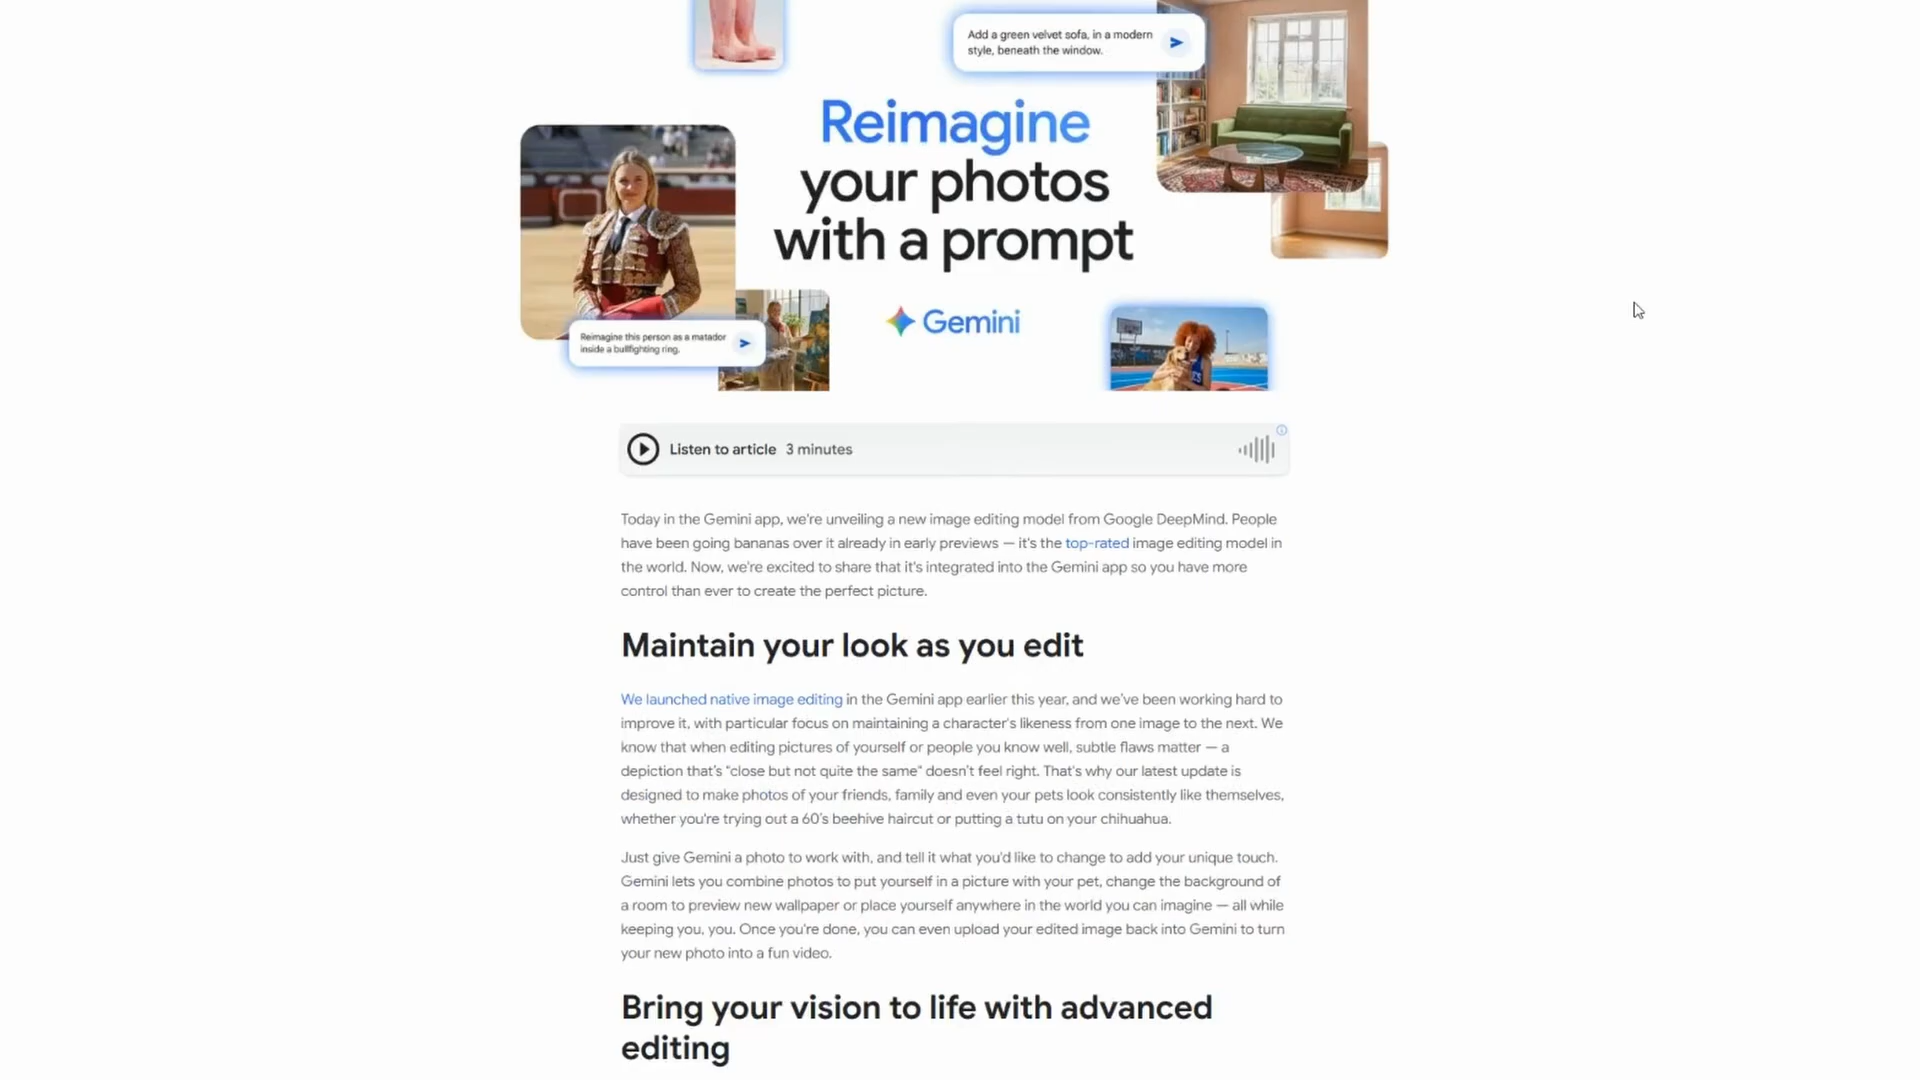 Add a green velvet sofa, in a modern
style, beneath the window.
Reimagine
your photos
with a prompt
Gemini
Reimagine this person as a matador
inside a bullfighting ring.
Listen to article 3 minutes
Today in the Gemini app, we're unveiling a new image editing model from Google DeepMind. People
have been going bananas over it already in early previews — it's the top-rated image editing model in
the world. Now, we're excited to share that it's integrated into the Gemini app so you have more
control than ever to create the perfect picture.
Maintain your look as you edit
We launched native image editing in the Gemini app earlier this year, and we've been working hard to
improve it, with particular focus on maintaining a character's likeness from one image to the next. We
know that when editing pictures of yourself or people you know well, subtle flaws matter — a
depiction that's "close but not quite the same" doesn't feel right. That's why our latest update is
designed to make photos of your friends, family and even your pets look consistently like themselves,
whether you're trying out a 60's beehive haircut or putting a tutu on your chihuahua.
Just give Gemini a photo to work with, and tell it what you'd like to change to add your unique touch.
Gemini lets you combine photos to put yourself in a picture with your pet, change the background of
a room to preview new wallpaper or place yourself anywhere in the world you can imagine — all while
keeping you, you. Once you're done, you can even upload your edited image back into Gemini to turn
your new photo into a fun video.
Bring your vision to life with advanced
editing